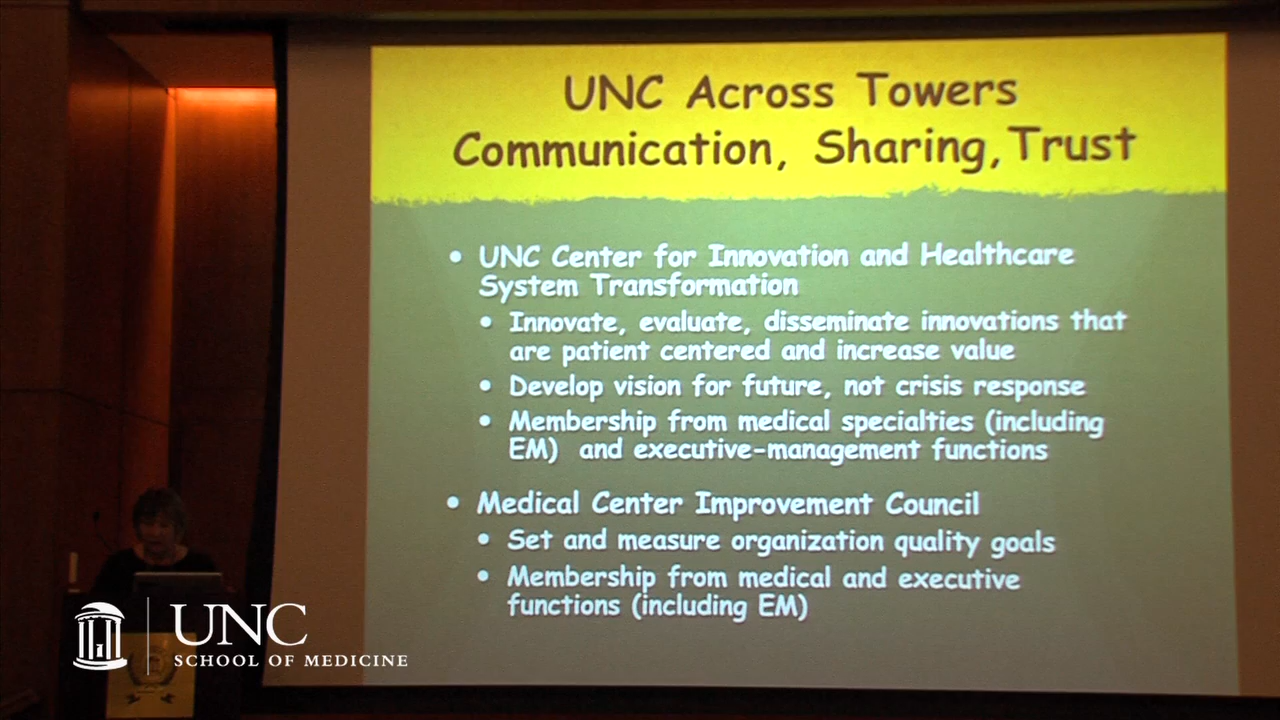 UNC Across Towers
Communication, Sharing, Trust
• UNC Center for Innovation and Healthcare
System Transformation
• Innovate, evaluate, disseminate innovations that
are patient centered and increase value
• Develop vision for future, not crisis response
• Membership from medical specialties (including
EM) and executive-management functions
• Medical Center Improvement Council
• Set and measure organization quality goals
• Membership from medical and executive
functions (including EM)
UNC
SCHOOL OF MEDICINE